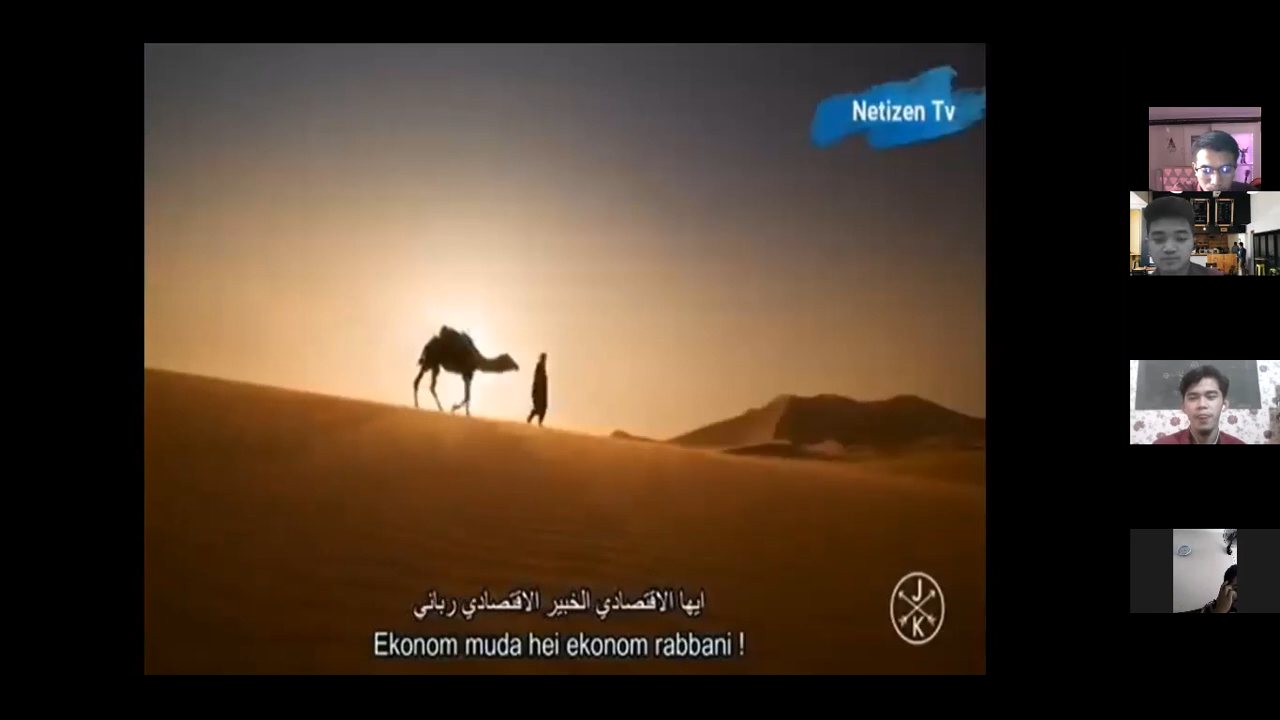 Netizen Tv
ايها الاقتصادي الخبير الاقتصادي رباني
Ekonom muda hei ekonom rabbani !
J
K